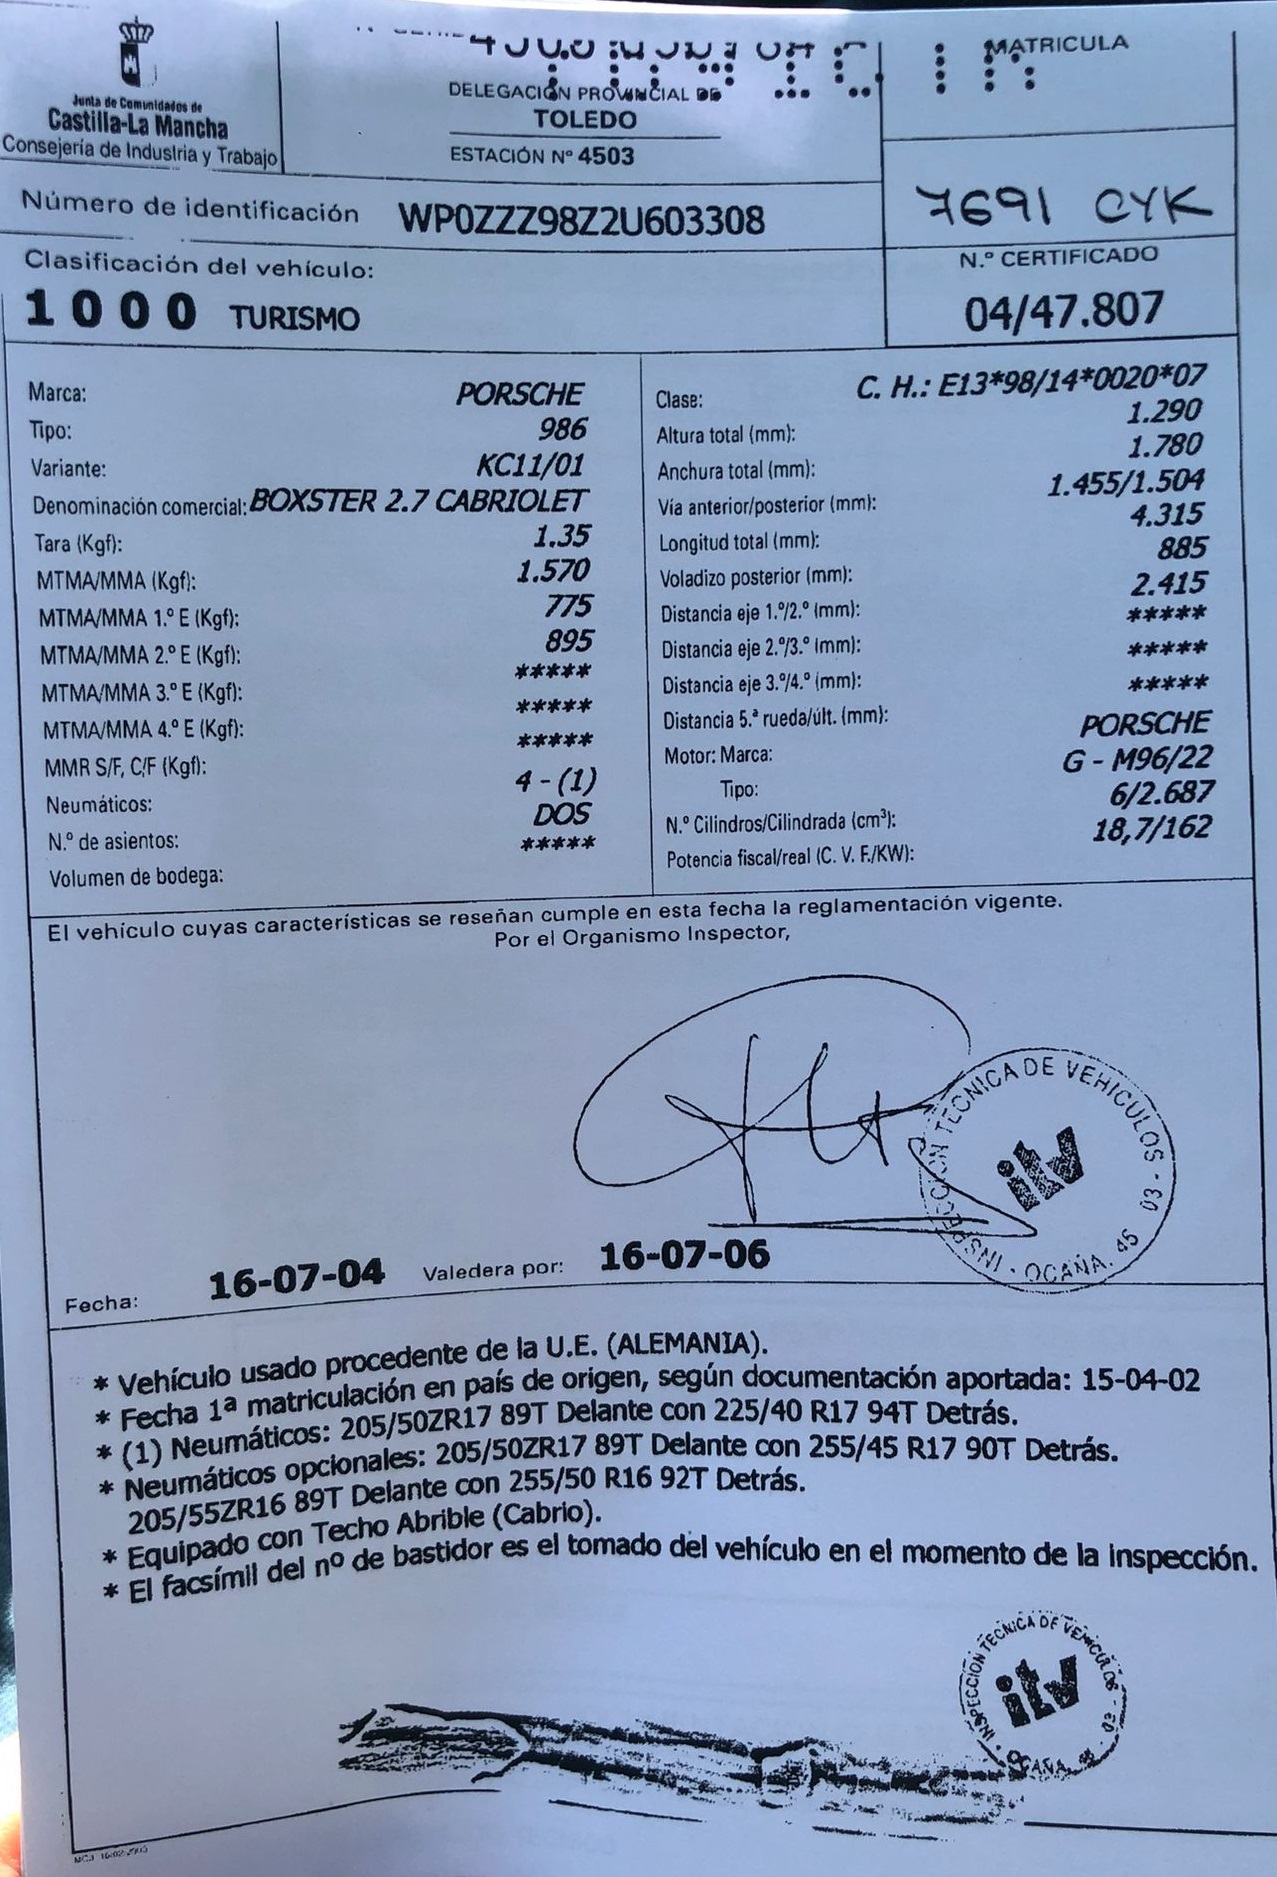 Junta de Comunidades de
Castilla-La Mancha
Consejería de Industria y Trabajo
DELEGACIÓN PROVINCIAL DE
TOLEDO
ESTACIÓN Nº 4503
MATRICULA
7691 CYK
Número de identificación WP0ZZZ98Z2U603308
Clasificación del vehículo:
1000 TURISMO
N.º CERTIFICADO
04/47.807
Marca: PORSCHE
Tipo: 986
Variante: KC11/01
Denominación comercial: BOXSTER 2.7 CABRIOLET
Tara (Kgf): 1.35
MTMA/MMA (Kgf): 1.570
MTMA/MMA 1.º E (Kgf): 775
MTMA/MMA 2.º E (Kgf): 895
MTMA/MMA 3.º E (Kgf): *****
MTMA/MMA 4.º E (Kgf): *****
MMR S/F, C/F (Kgf): *****
Neumáticos: 4 - (1)
N.º de asientos: DOS
Volumen de bodega: *****
Clase: C. H.: E13*98/14*0020*07
Altura total (mm): 1.290
Anchura total (mm): 1.780
Vía anterior/posterior (mm): 1.455/1.504
Longitud total (mm): 4.315
Voladizo posterior (mm): 885
Distancia eje 1.º/2.º (mm): 2.415
Distancia eje 2.º/3.º (mm): *****
Distancia eje 3.º/4.º (mm): *****
Distancia 5.ª rueda/últ. (mm): *****
Motor: Marca: PORSCHE
Tipo: G - M96/22
N.º Cilindros/Cilindrada (cm³): 6/2.687
Potencia fiscal/real (C. V. F./KW): 18,7/162
El vehículo cuyas características se reseñan cumple en esta fecha la reglamentación vigente.
Por el Organismo Inspector,
INSPECCION TECNICA DE VEHICULOS - 03 - OCAÑA. 45
itv
Fecha: 16-07-04 Valedera por: 16-07-06
* Vehículo usado procedente de la U.E. (ALEMANIA).
* Fecha 1ª matriculación en país de origen, según documentación aportada: 15-04-02
* (1) Neumáticos: 205/50ZR17 89T Delante con 225/40 R17 94T Detrás.
* Neumáticos opcionales: 205/50ZR17 89T Delante con 255/45 R17 90T Detrás.
205/55ZR16 89T Delante con 255/50 R16 92T Detrás.
* Equipado con Techo Abrible (Cabrio).
* El facsímil del nº de bastidor es el tomado del vehículo en el momento de la inspección.
INSPECCION TECNICA DE VEHICULOS - 03 - OCAÑA. 45
itv